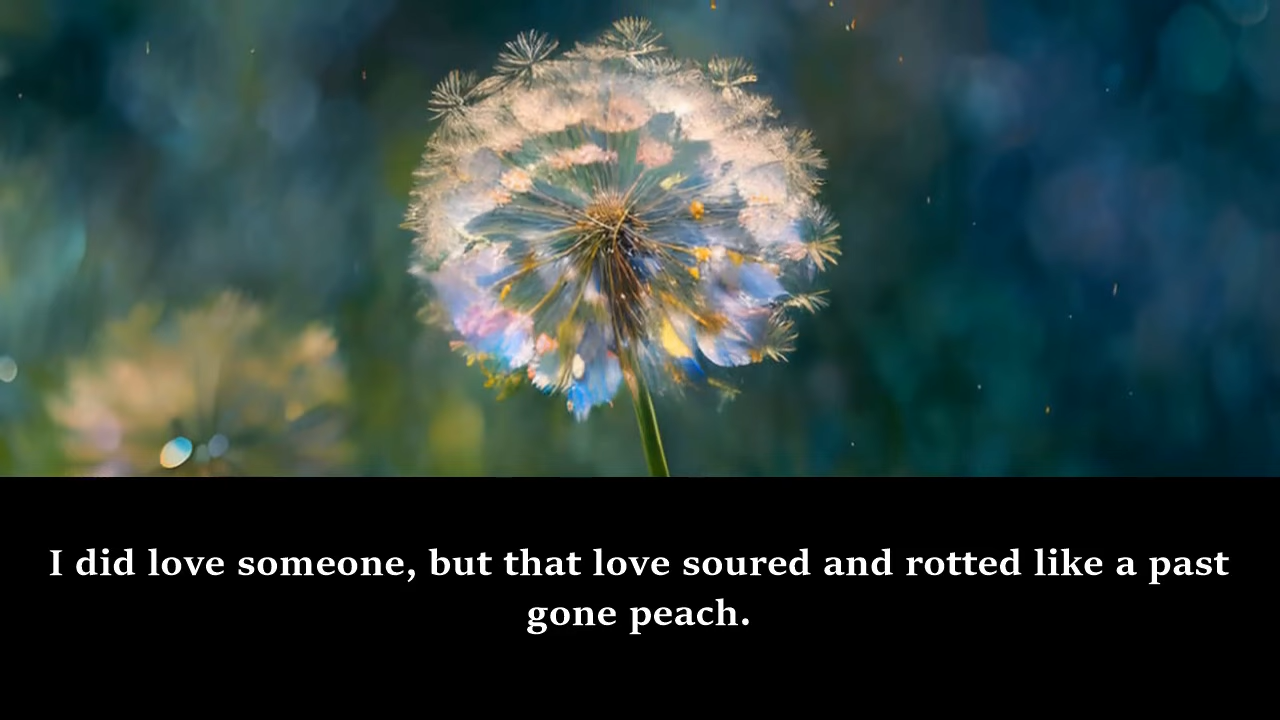 I did love someone, but that love soured and rotted like a past
gone peach.